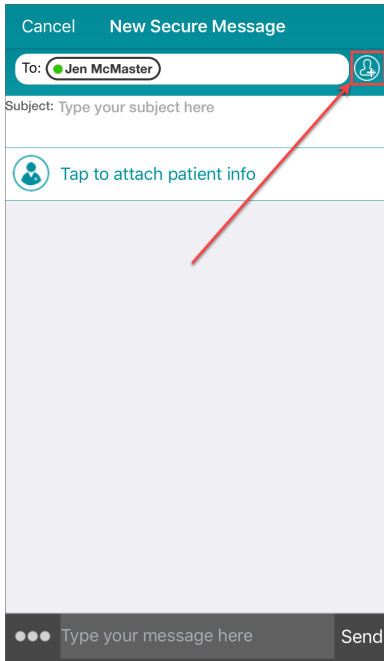 Cancel New Secure Message
To: Jen McMaster
Subject: Type your subject here
Tap to attach patient info
Type your message here Send